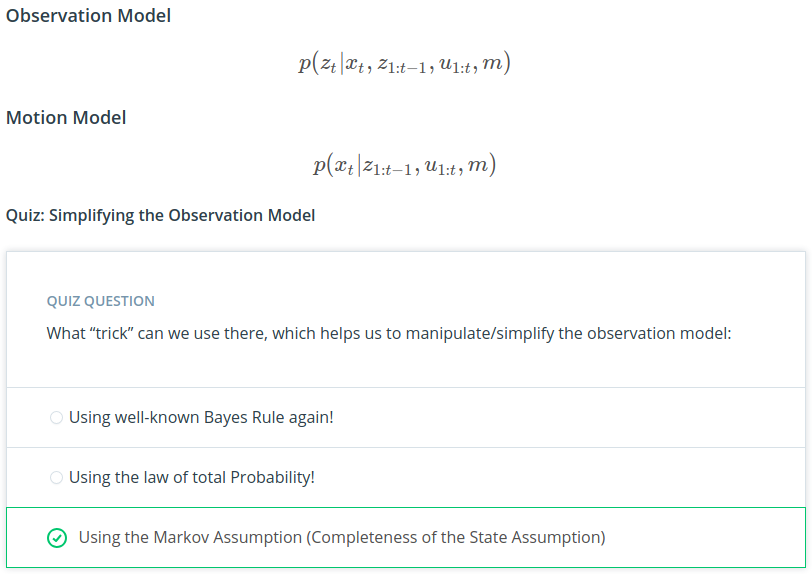 Observation Model
p(z_t|x_t, z_{1:t−1}, u_{1:t}, m)
Motion Model
p(x_t|z_{1:t−1}, u_{1:t}, m)
Quiz: Simplifying the Observation Model
QUIZ QUESTION
What “trick” can we use there, which helps us to manipulate/simplify the observation model:
Using well-known Bayes Rule again!
Using the law of total Probability!
Using the Markov Assumption (Completeness of the State Assumption)